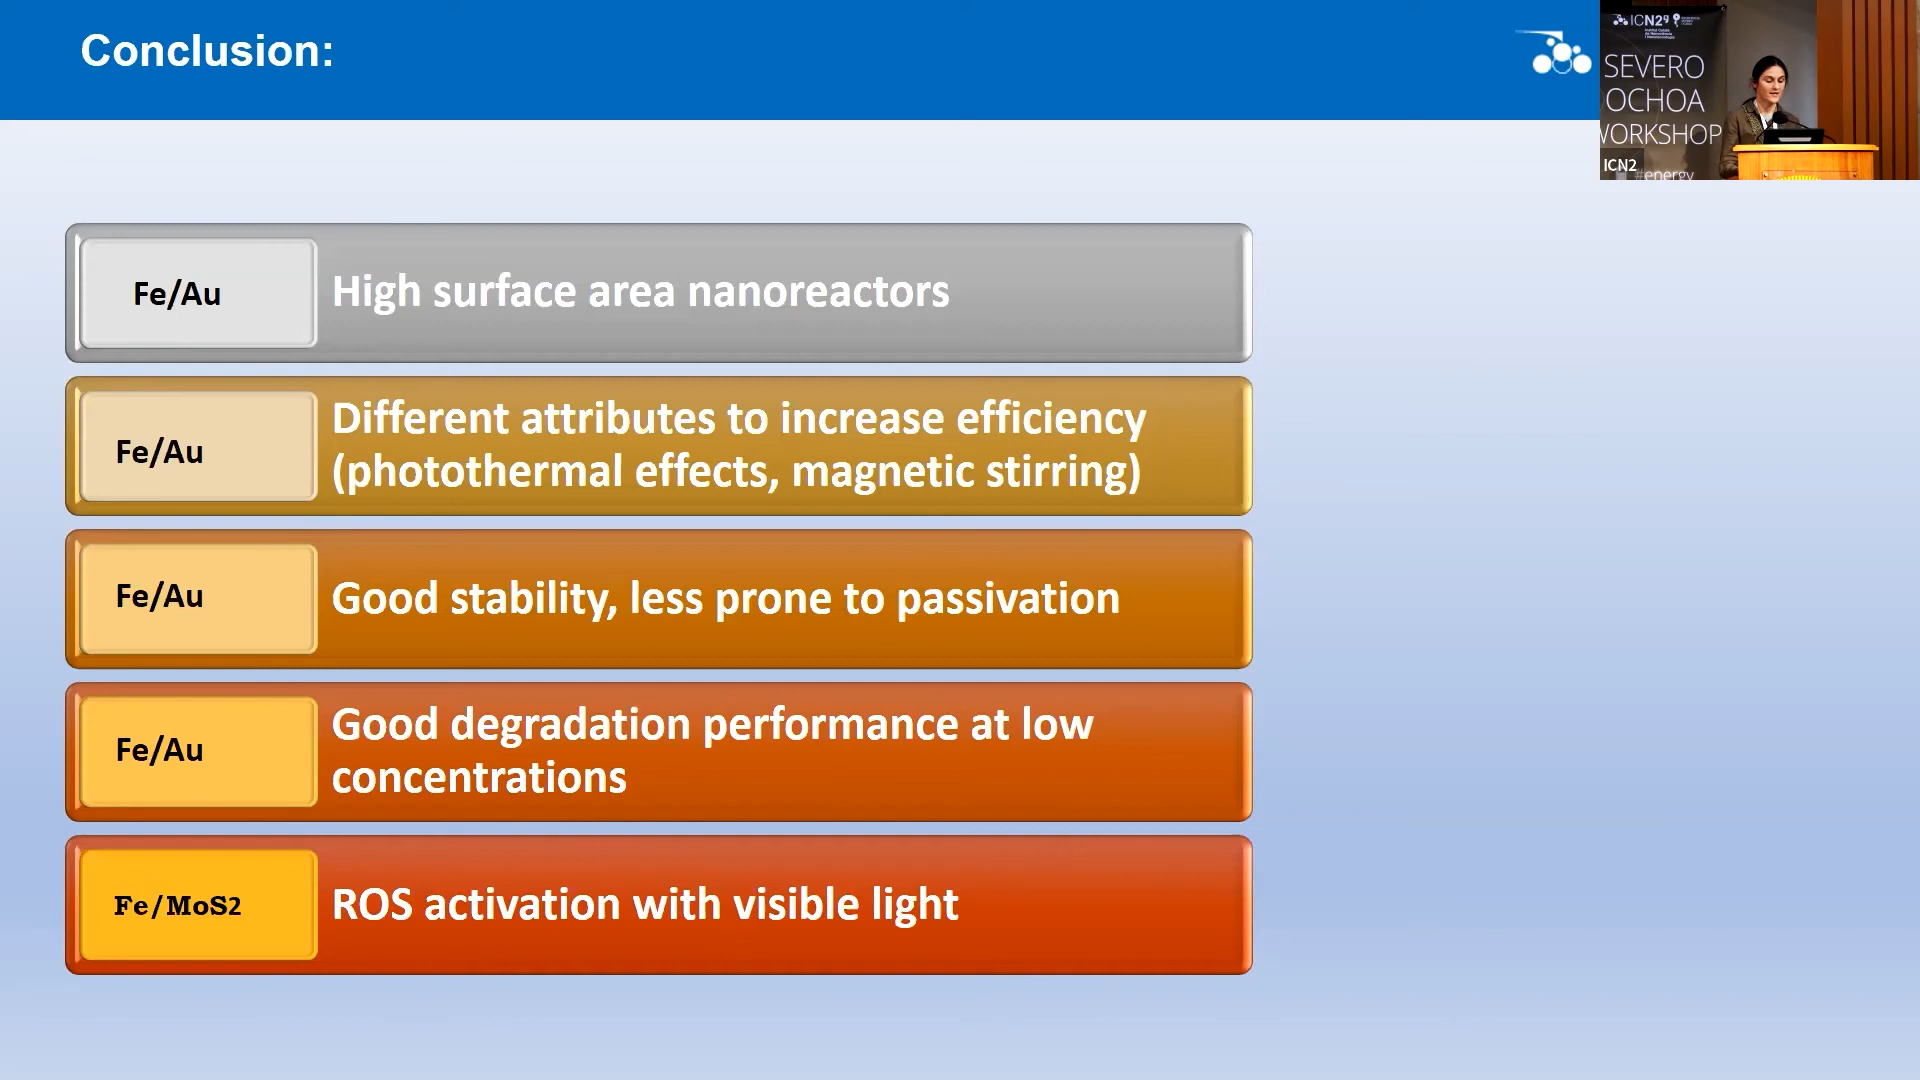 Conclusion:
ICN2
SEVERO
OCHOA
WORKSHOP
ICN2
#energy
Fe/Au
High surface area nanoreactors
Fe/Au
Different attributes to increase efficiency
(photothermal effects, magnetic stirring)
Fe/Au
Good stability, less prone to passivation
Fe/Au
Good degradation performance at low
concentrations
Fe/MoS2
ROS activation with visible light